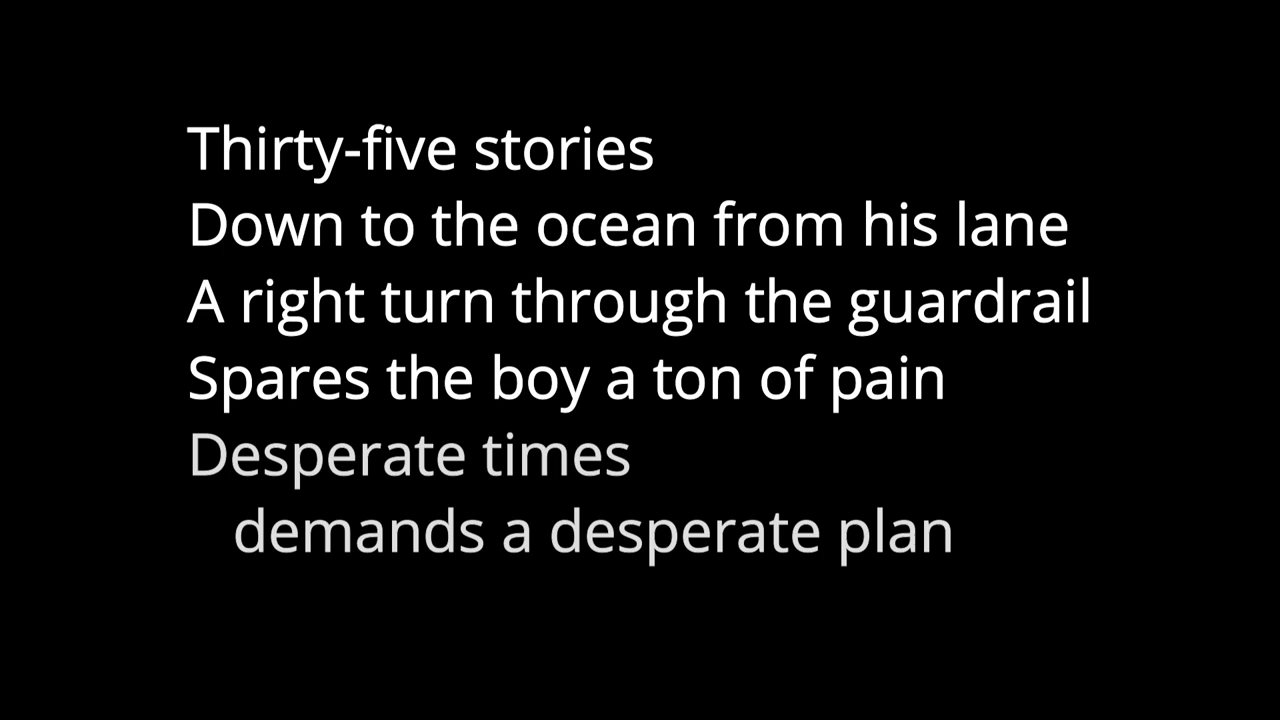 Thirty-five stories
Down to the ocean from his lane
A right turn through the guardrail
Spares the boy a ton of pain
Desperate times
demands a desperate plan